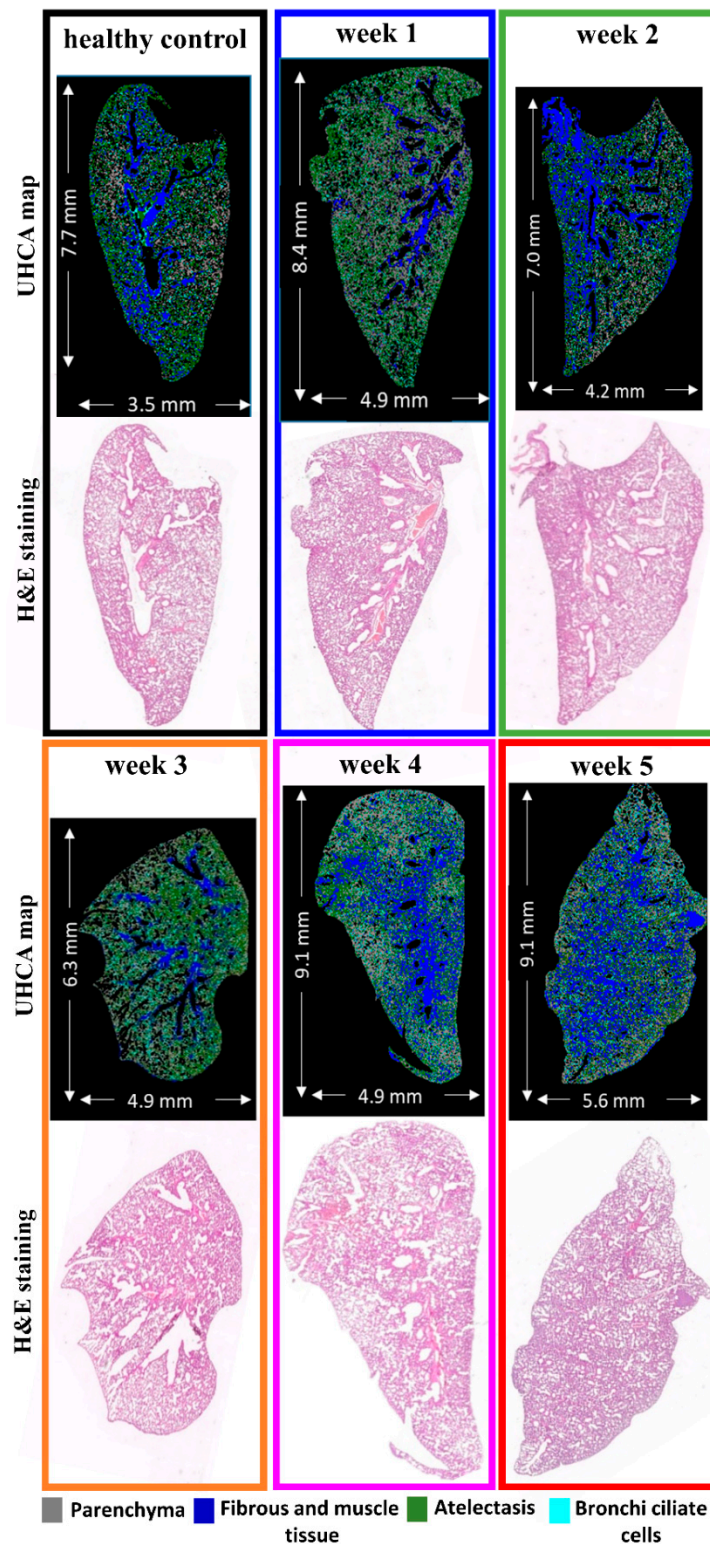 healthy control
week 1
week 2
UHCA map
7.7 mm
3.5 mm
8.4 mm
4.9 mm
7.0 mm
4.2 mm
H&E staining
week 3
week 4
week 5
UHCA map
6.3 mm
4.9 mm
9.1 mm
4.9 mm
9.1 mm
5.6 mm
H&E staining
Parenchyma
Fibrous and muscle
tissue
Atelectasis
Bronchi ciliate
cells